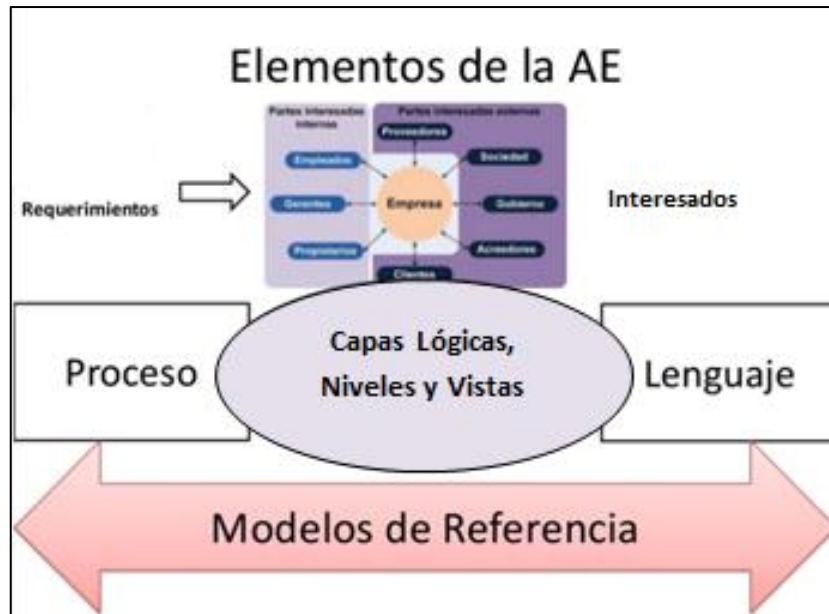 Elementos de la AE
Partes interesadas
internas
Partes interesadas externas
Proveedores
Empleados
Sociedad
Requerimientos
Gerentes
Empresa
Gobierno
Interesados
Propietarios
Acreedores
Clientes
Proceso
Capas Lógicas,
Niveles y Vistas
Lenguaje
Modelos de Referencia